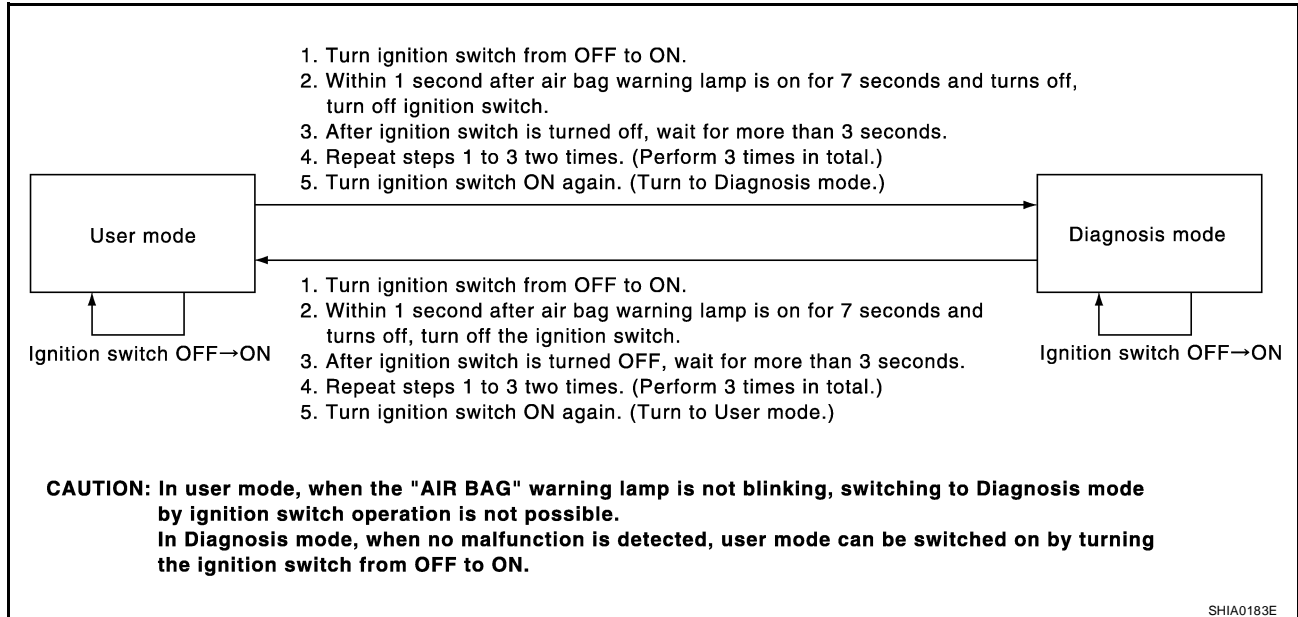 1. Turn ignition switch from OFF to ON.
2. Within 1 second after air bag warning lamp is on for 7 seconds and turns off,
turn off ignition switch.
3. After ignition switch is turned off, wait for more than 3 seconds.
4. Repeat steps 1 to 3 two times. (Perform 3 times in total.)
5. Turn ignition switch ON again. (Turn to Diagnosis mode.)
User mode
Diagnosis mode
1. Turn ignition switch from OFF to ON.
2. Within 1 second after air bag warning lamp is on for 7 seconds and
turns off, turn off the ignition switch.
3. After ignition switch is turned OFF, wait for more than 3 seconds.
4. Repeat steps 1 to 3 two times. (Perform 3 times in total.)
5. Turn ignition switch ON again. (Turn to User mode.)
Ignition switch OFF→ON
Ignition switch OFF→ON
CAUTION: In user mode, when the "AIR BAG" warning lamp is not blinking, switching to Diagnosis mode
by ignition switch operation is not possible.
In Diagnosis mode, when no malfunction is detected, user mode can be switched on by turning
the ignition switch from OFF to ON.
SHIA0183E